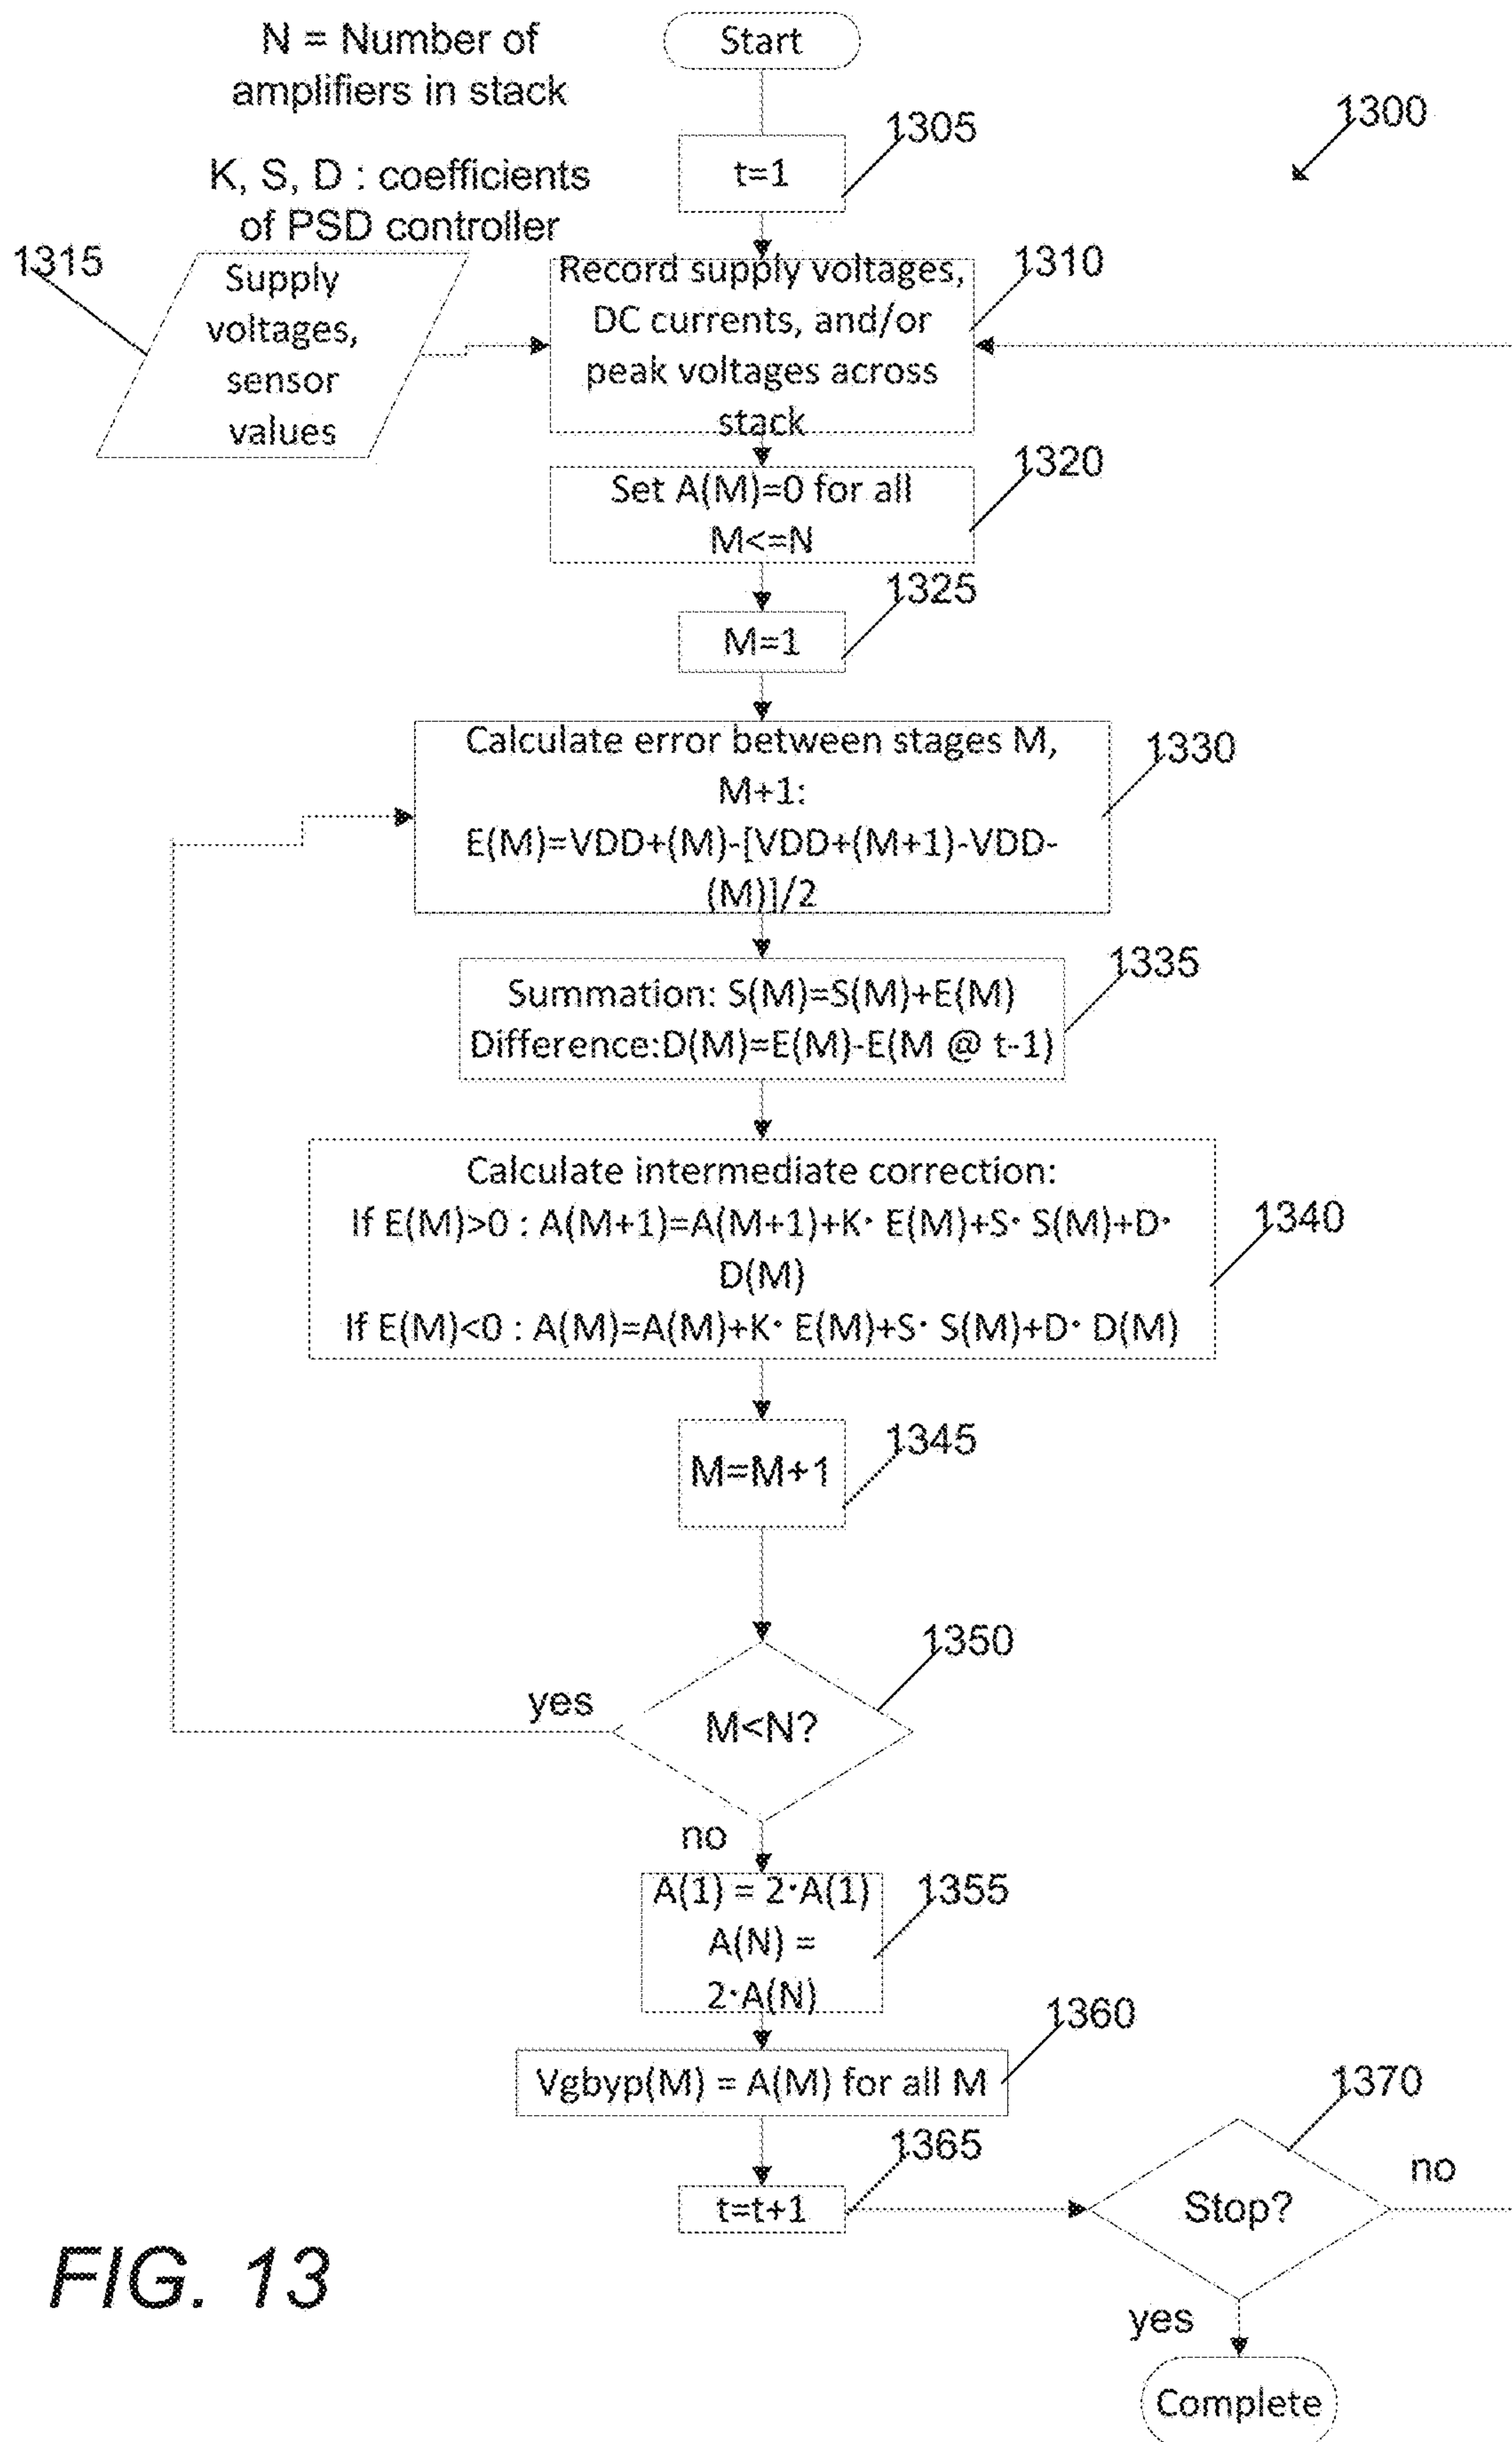 N = Number of
amplifiers in stack
Start
1300
1305
t=1
K, S, D : coefficients
of PSD controller
1315
Supply
voltages,
sensor
values
1310
Record supply voltages,
DC currents, and/or
peak voltages across
stack
1320
Set A(M)=0 for all
M<=N
1325
M=1
1330
Calculate error between stages M,
M+1:
E(M)=VDD+(M)-[VDD+(M+1)-VDD-
(M)]/2
1335
Summation: S(M)=S(M)+E(M)
Difference:D(M)=E(M)-E(M @ t-1)
1340
Calculate intermediate correction:
If E(M)>0 : A(M+1)=A(M+1)+K· E(M)+S· S(M)+D·
D(M)
If E(M)<0 : A(M)=A(M)+K· E(M)+S· S(M)+D· D(M)
1345
M=M+1
1350
yes
M<N?
no
1355
A(1) = 2·A(1)
A(N) =
2·A(N)
1360
Vgbyp(M) = A(M) for all M
1365
t=t+1
1370
Stop?
no
yes
Complete
FIG. 13